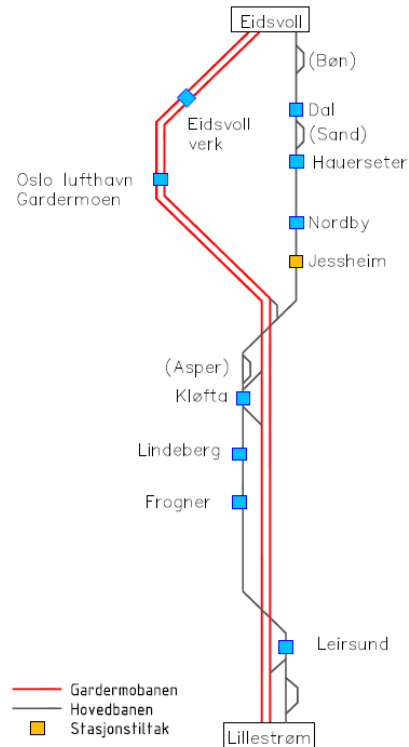 Eidsvoll
(Bøn)
Dal
Eidsvoll
verk
(Sand)
Hauerseter
Oslo lufthavn
Gardermoen
Nordby
Jessheim
(Asper)
Kløfta
Lindeberg
Frogner
Leirsund
Gardermobanen
Hovedbanen
Stasjonstiltak
Lillestrøm